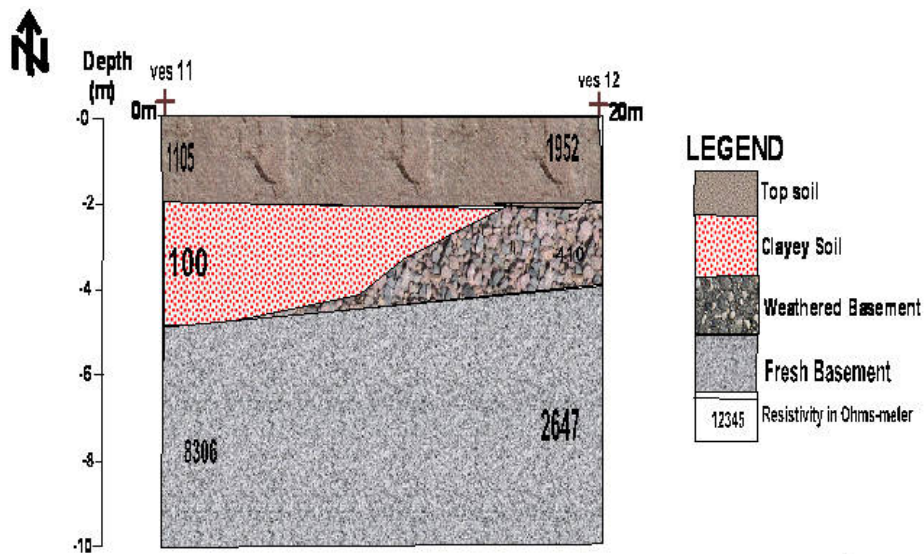 N
Depth
(m)
ves 11
ves 12
0m
20m
-0
-2
-4
-6
-8
-10
1105
1952
100
410
8306
2647
LEGEND
Top soil
Clayey Soil
Weathered Basement
Fresh Basement
12345 Resistivity in Ohms-meter